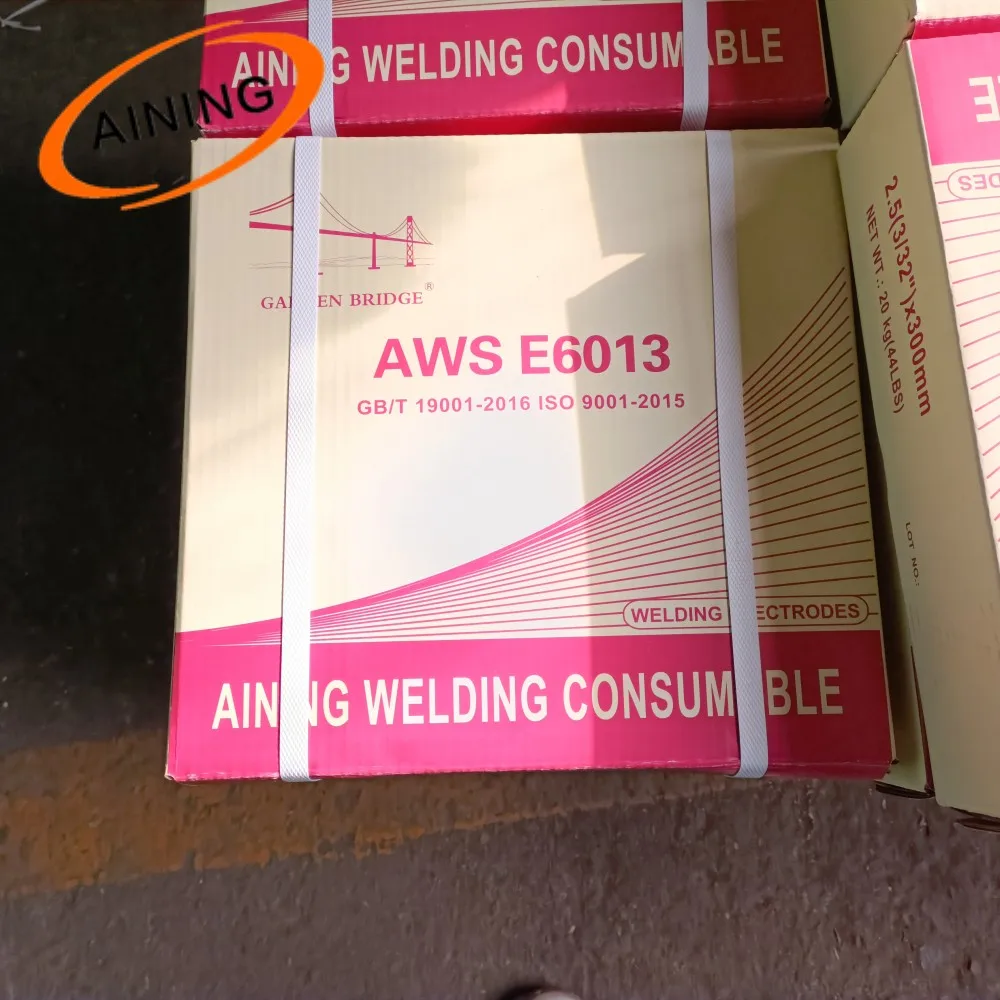 AINING
AINING WELDING CONSUMABLE
GARDEN BRIDGE®
AWS E6013
GB/T 19001-2016 ISO 9001-2015
WELDING ELECTRODES
AINING WELDING CONSUMABLE
2.5(3/32")x300mm
NET WT.: 20 kg(44LBS)
LOT NO.: